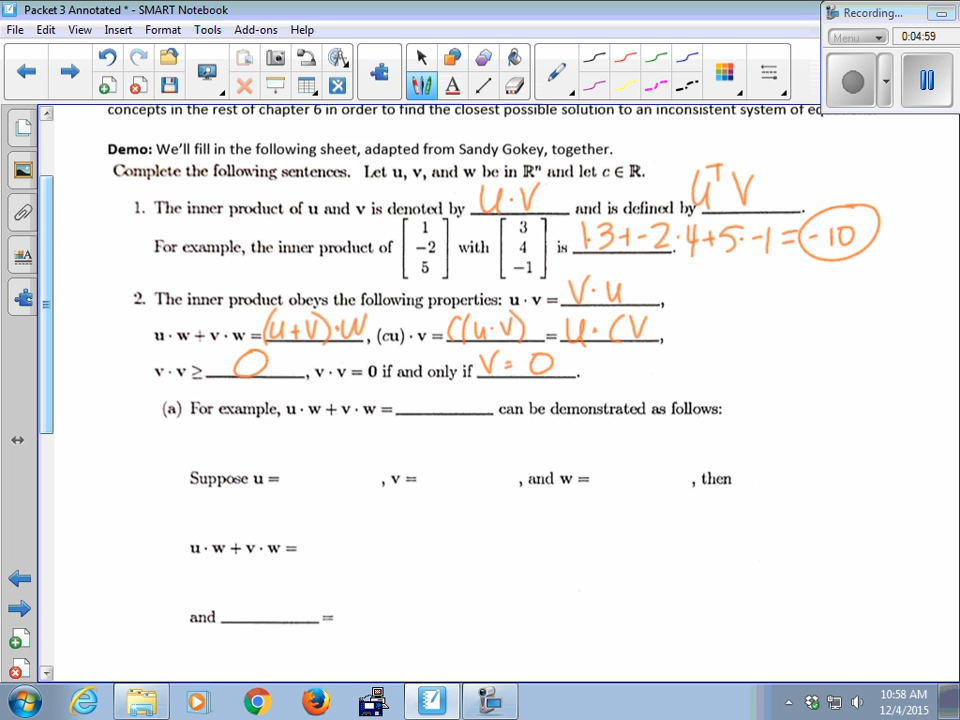 Packet 3 Annotated * - SMART Notebook
Recording...
File Edit View Insert Format Tools Add-ons Help
Menu
0:04:59
concepts in the rest of chapter 6 in order to find the closest possible solution to an inconsistent system of
Demo: We'll fill in the following sheet, adapted from Sandy Gokey, together.
Complete the following sentences. Let u, v, and w be in ℝⁿ and let c ∈ ℝ.
1. The inner product of u and v is denoted by u·v and is defined by uᵀv.
For example, the inner product of [1 −2 5] with [3 4 −1] is 1·3+-2·4+5·-1 = -10.
2. The inner product obeys the following properties: u · v = v·u,
u · w + v · w = (u+v)·w, (cu) · v = c(u·v) = u·cv,
v · v ≥ 0, v · v = 0 if and only if v = 0.
(a) For example, u · w + v · w = ____________ can be demonstrated as follows:
Suppose u = , v = , and w = , then
u · w + v · w =
and ____________ =
10:58 AM
12/4/2015